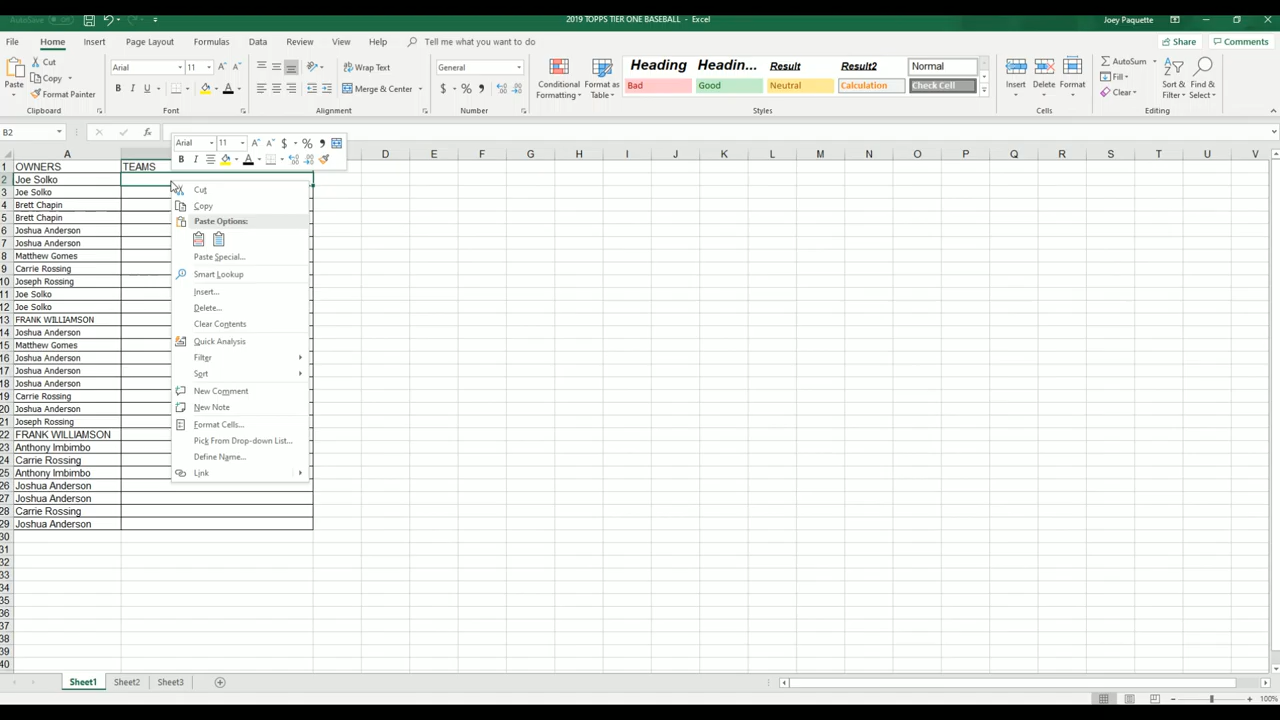 AutoSave
2019 TOPPS TIER ONE BASEBALL - Excel
Joey Paquette
File Home Insert Page Layout Formulas Data Review View Help Tell me what you want to do Share Comments
Paste Cut Copy Format Painter
Arial 11
Wrap Text
Merge & Center
General
Conditional Formatting Format as Table
Heading Headin... Result Result2 Normal
Bad Good Neutral Calculation Check Cell
Insert Delete Format
AutoSum Fill Clear
Sort & Filter Find & Select
Clipboard Font Alignment Number Styles Cells Editing
B2
Arial 11
A D E F G H I J K L M N O P Q R S T U V
1 OWNERS TEAMS
2 Joe Solko
3 Joe Solko
4 Brett Chapin
5 Brett Chapin
6 Joshua Anderson
7 Joshua Anderson
8 Matthew Gomes
9 Carrie Rossing
10 Joseph Rossing
11 Joe Solko
12 Joe Solko
13 FRANK WILLIAMSON
14 Joshua Anderson
15 Matthew Gomes
16 Joshua Anderson
17 Joshua Anderson
18 Joshua Anderson
19 Carrie Rossing
20 Joshua Anderson
21 Joseph Rossing
22 FRANK WILLIAMSON
23 Anthony Imbimbo
24 Carrie Rossing
25 Anthony Imbimbo
26 Joshua Anderson
27 Joshua Anderson
28 Carrie Rossing
29 Joshua Anderson
30
31
32
33
34
35
36
37
38
39
40
Cut
Copy
Paste Options:
Paste Special...
Smart Lookup
Insert...
Delete...
Clear Contents
Quick Analysis
Filter
Sort
New Comment
New Note
Format Cells...
Pick From Drop-down List...
Define Name...
Link
Sheet1 Sheet2 Sheet3
100%